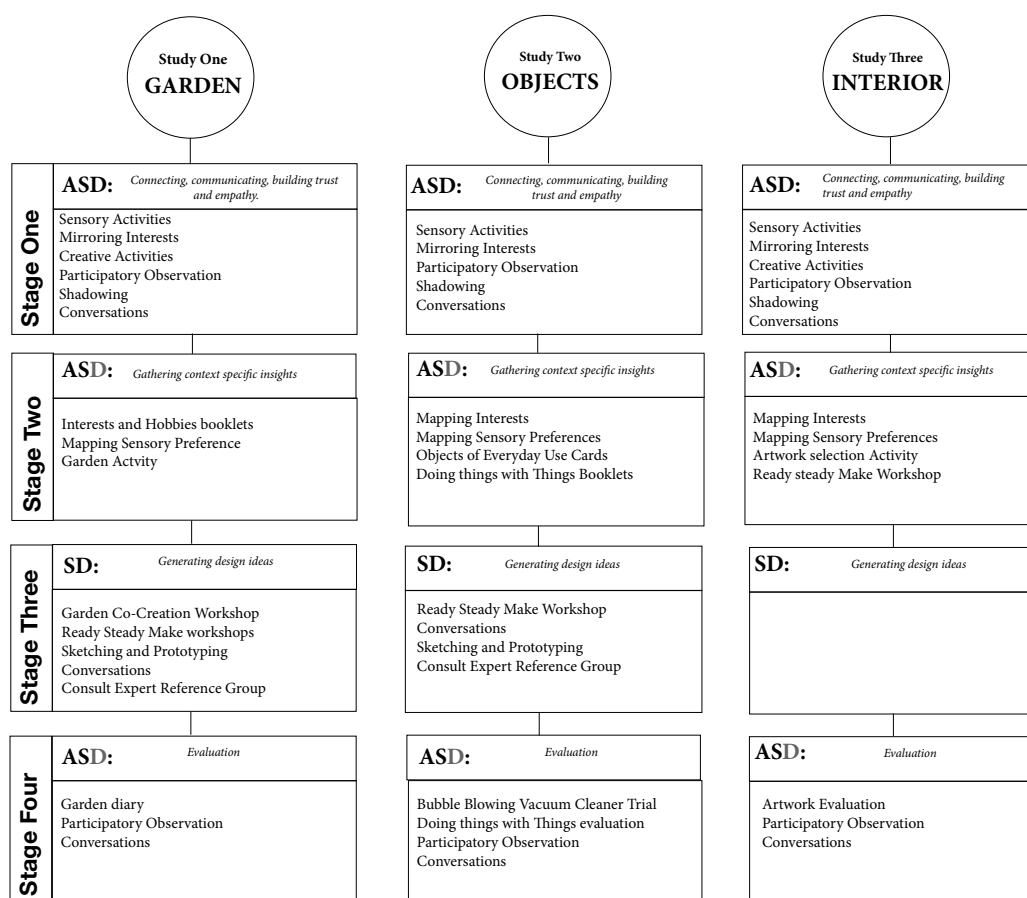 Study One
GARDEN
Study Two
OBJECTS
Study Three
INTERIOR
Stage One
ASD:
Connecting, communicating, building trust
and empathy.
Sensory Activities
Mirroring Interests
Creative Activities
Participatory Observation
Shadowing
Conversations
ASD:
Connecting, communicating, building
trust and empathy
Sensory Activities
Mirroring Interests
Participatory Observation
Shadowing
Conversations
ASD:
Connecting, communicating, building
trust and empathy
Sensory Activities
Mirroring Interests
Creative Activities
Participatory Observation
Shadowing
Conversations
Stage Two
ASD:
Gathering context specific insights
Interests and Hobbies booklets
Mapping Sensory Preference
Garden Actvity
ASD:
Gathering context specific insights
Mapping Interests
Mapping Sensory Preferences
Objects of Everyday Use Cards
Doing things with Things Booklets
ASD:
Gathering context specific insights
Mapping Interests
Mapping Sensory Preferences
Artwork selection Activity
Ready steady Make Workshop
Stage Three
SD:
Generating design ideas
Garden Co-Creation Workshop
Ready Steady Make workshops
Sketching and Prototyping
Conversations
Consult Expert Reference Group
SD:
Generating design ideas
Ready Steady Make Workshop
Conversations
Sketching and Prototyping
Consult Expert Reference Group
SD:
Generating design ideas
Stage Four
ASD:
Evaluation
Garden diary
Participatory Observation
Conversations
ASD:
Evaluation
Bubble Blowing Vacuum Cleaner Trial
Doing things with Things evaluation
Participatory Observation
Conversations
ASD:
Evaluation
Artwork Evaluation
Participatory Observation
Conversations